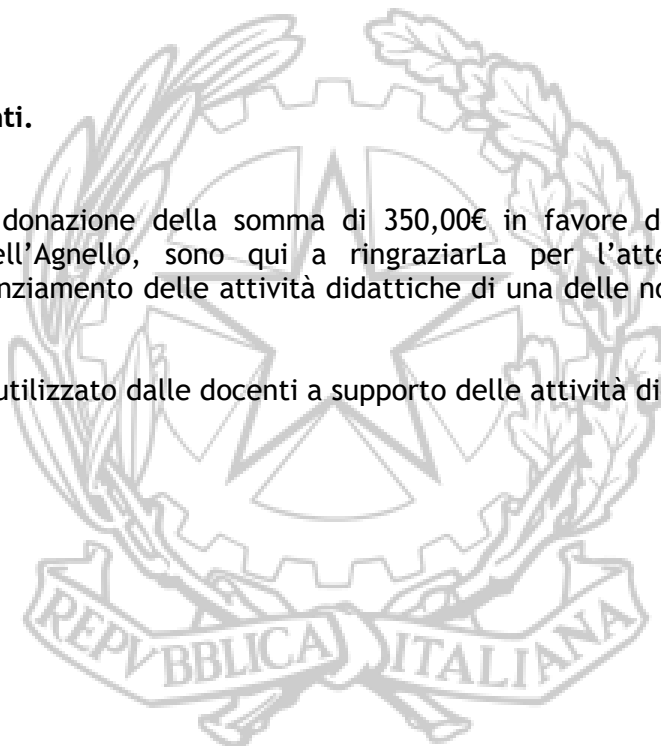 ti.
donazione della somma di 350,00€ in favore d
ell’Agnello, sono qui a ringraziarLa per l’atte
nziamento delle attività didattiche di una delle no
utilizzato dalle docenti a supporto delle attività di
REPVBBLICA ITALIANA